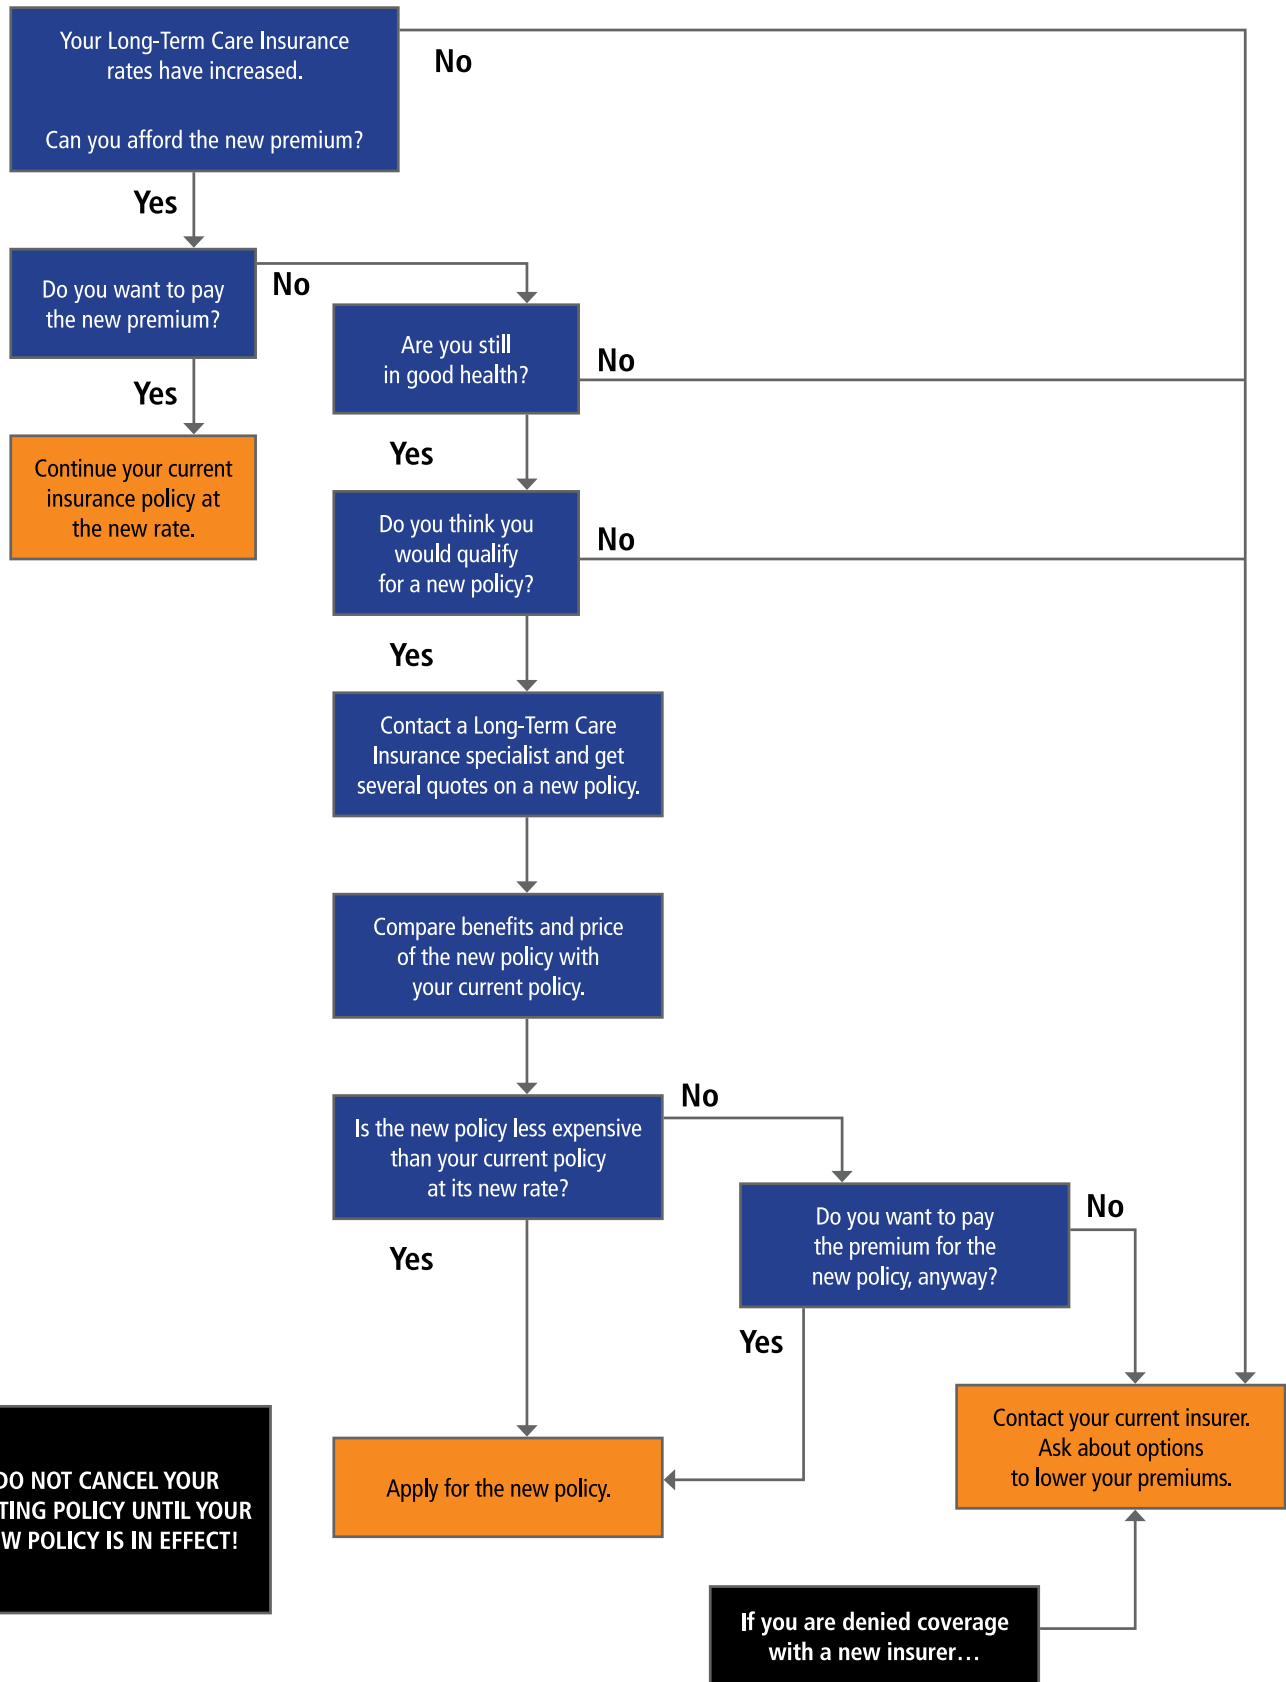 Your Long-Term Care Insurance
rates have increased.
Can you afford the new premium?
No
Yes
Do you want to pay
the new premium?
No
Are you still
in good health?
No
Yes
Continue your current
insurance policy at
the new rate.
Yes
Do you think you
would qualify
for a new policy?
No
Yes
Contact a Long-Term Care
Insurance specialist and get
several quotes on a new policy.
Compare benefits and price
of the new policy with
your current policy.
Is the new policy less expensive
than your current policy
at its new rate?
No
Do you want to pay
the premium for the
new policy, anyway?
No
Yes
Yes
Contact your current insurer.
Ask about options
to lower your premiums.
Apply for the new policy.
DO NOT CANCEL YOUR
TING POLICY UNTIL YOUR
W POLICY IS IN EFFECT!
If you are denied coverage
with a new insurer…